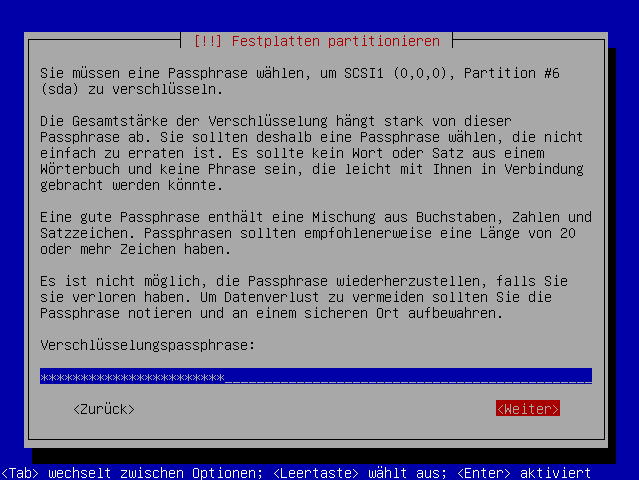 [!!] Festplatten partitionieren
Sie müssen eine Passphrase wählen, um SCSI1 (0,0,0), Partition #6
(sda) zu verschlüsseln.
Die Gesamtstärke der Verschlüsselung hängt stark von dieser
Passphrase ab. Sie sollten deshalb eine Passphrase wählen, die nicht
einfach zu erraten ist. Es sollte kein Wort oder Satz aus einem
Wörterbuch und keine Phrase sein, die leicht mit Ihnen in Verbindung
gebracht werden könnte.
Eine gute Passphrase enthält eine Mischung aus Buchstaben, Zahlen und
Satzzeichen. Passphrasen sollten empfohlenerweise eine Länge von 20
oder mehr Zeichen haben.
Es ist nicht möglich, die Passphrase wiederherzustellen, falls Sie
sie verloren haben. Um Datenverlust zu vermeiden sollten Sie die
Passphrase notieren und an einem sicheren Ort aufbewahren.
Verschlüsselungspassphrase:
***********************______________________________________________
<Zurück> <Weiter>
<Tab> wechselt zwischen Optionen; <Leertaste> wählt aus; <Enter> aktiviert